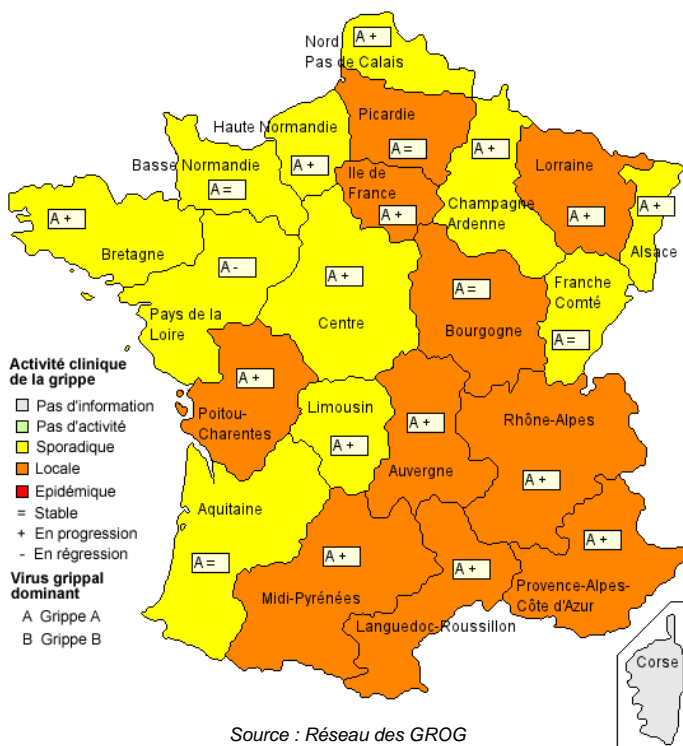 Nord
Pas de Calais
A +
Picardie
A =
Haute Normandie
A +
Basse Normandie
A =
Ile de
France
A +
A +
Champagne
Ardenne
Lorraine
A +
A +
Alsace
A +
Bretagne
A -
Pays de la
Loire
A +
Centre
A =
Bourgogne
Franche
Comté
A =
A +
Poitou-
Charentes
Limousin
A +
A +
Auvergne
Rhône-Alpes
A +
Aquitaine
A =
A +
Midi-Pyrénées
A +
Languedoc-Roussillon
A +
Provence-Alpes-
Côte d'Azur
Corse
Activité clinique
de la grippe
Pas d'information
Pas d'activité
Sporadique
Locale
Epidémique
= Stable
+ En progression
- En régression
Virus grippal
dominant
A Grippe A
B Grippe B
Source : Réseau des GROG